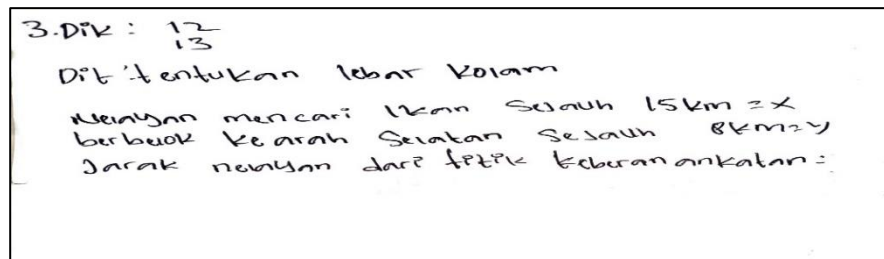 3. Dik : 12
13
Dit : tentukan lebar kolam
Nelayan mencari ikan sejauh 15 km = x
berbelok ke arah Selatan sejauh 8 km = y
Jarak nelayan dari titik keberanankatan :